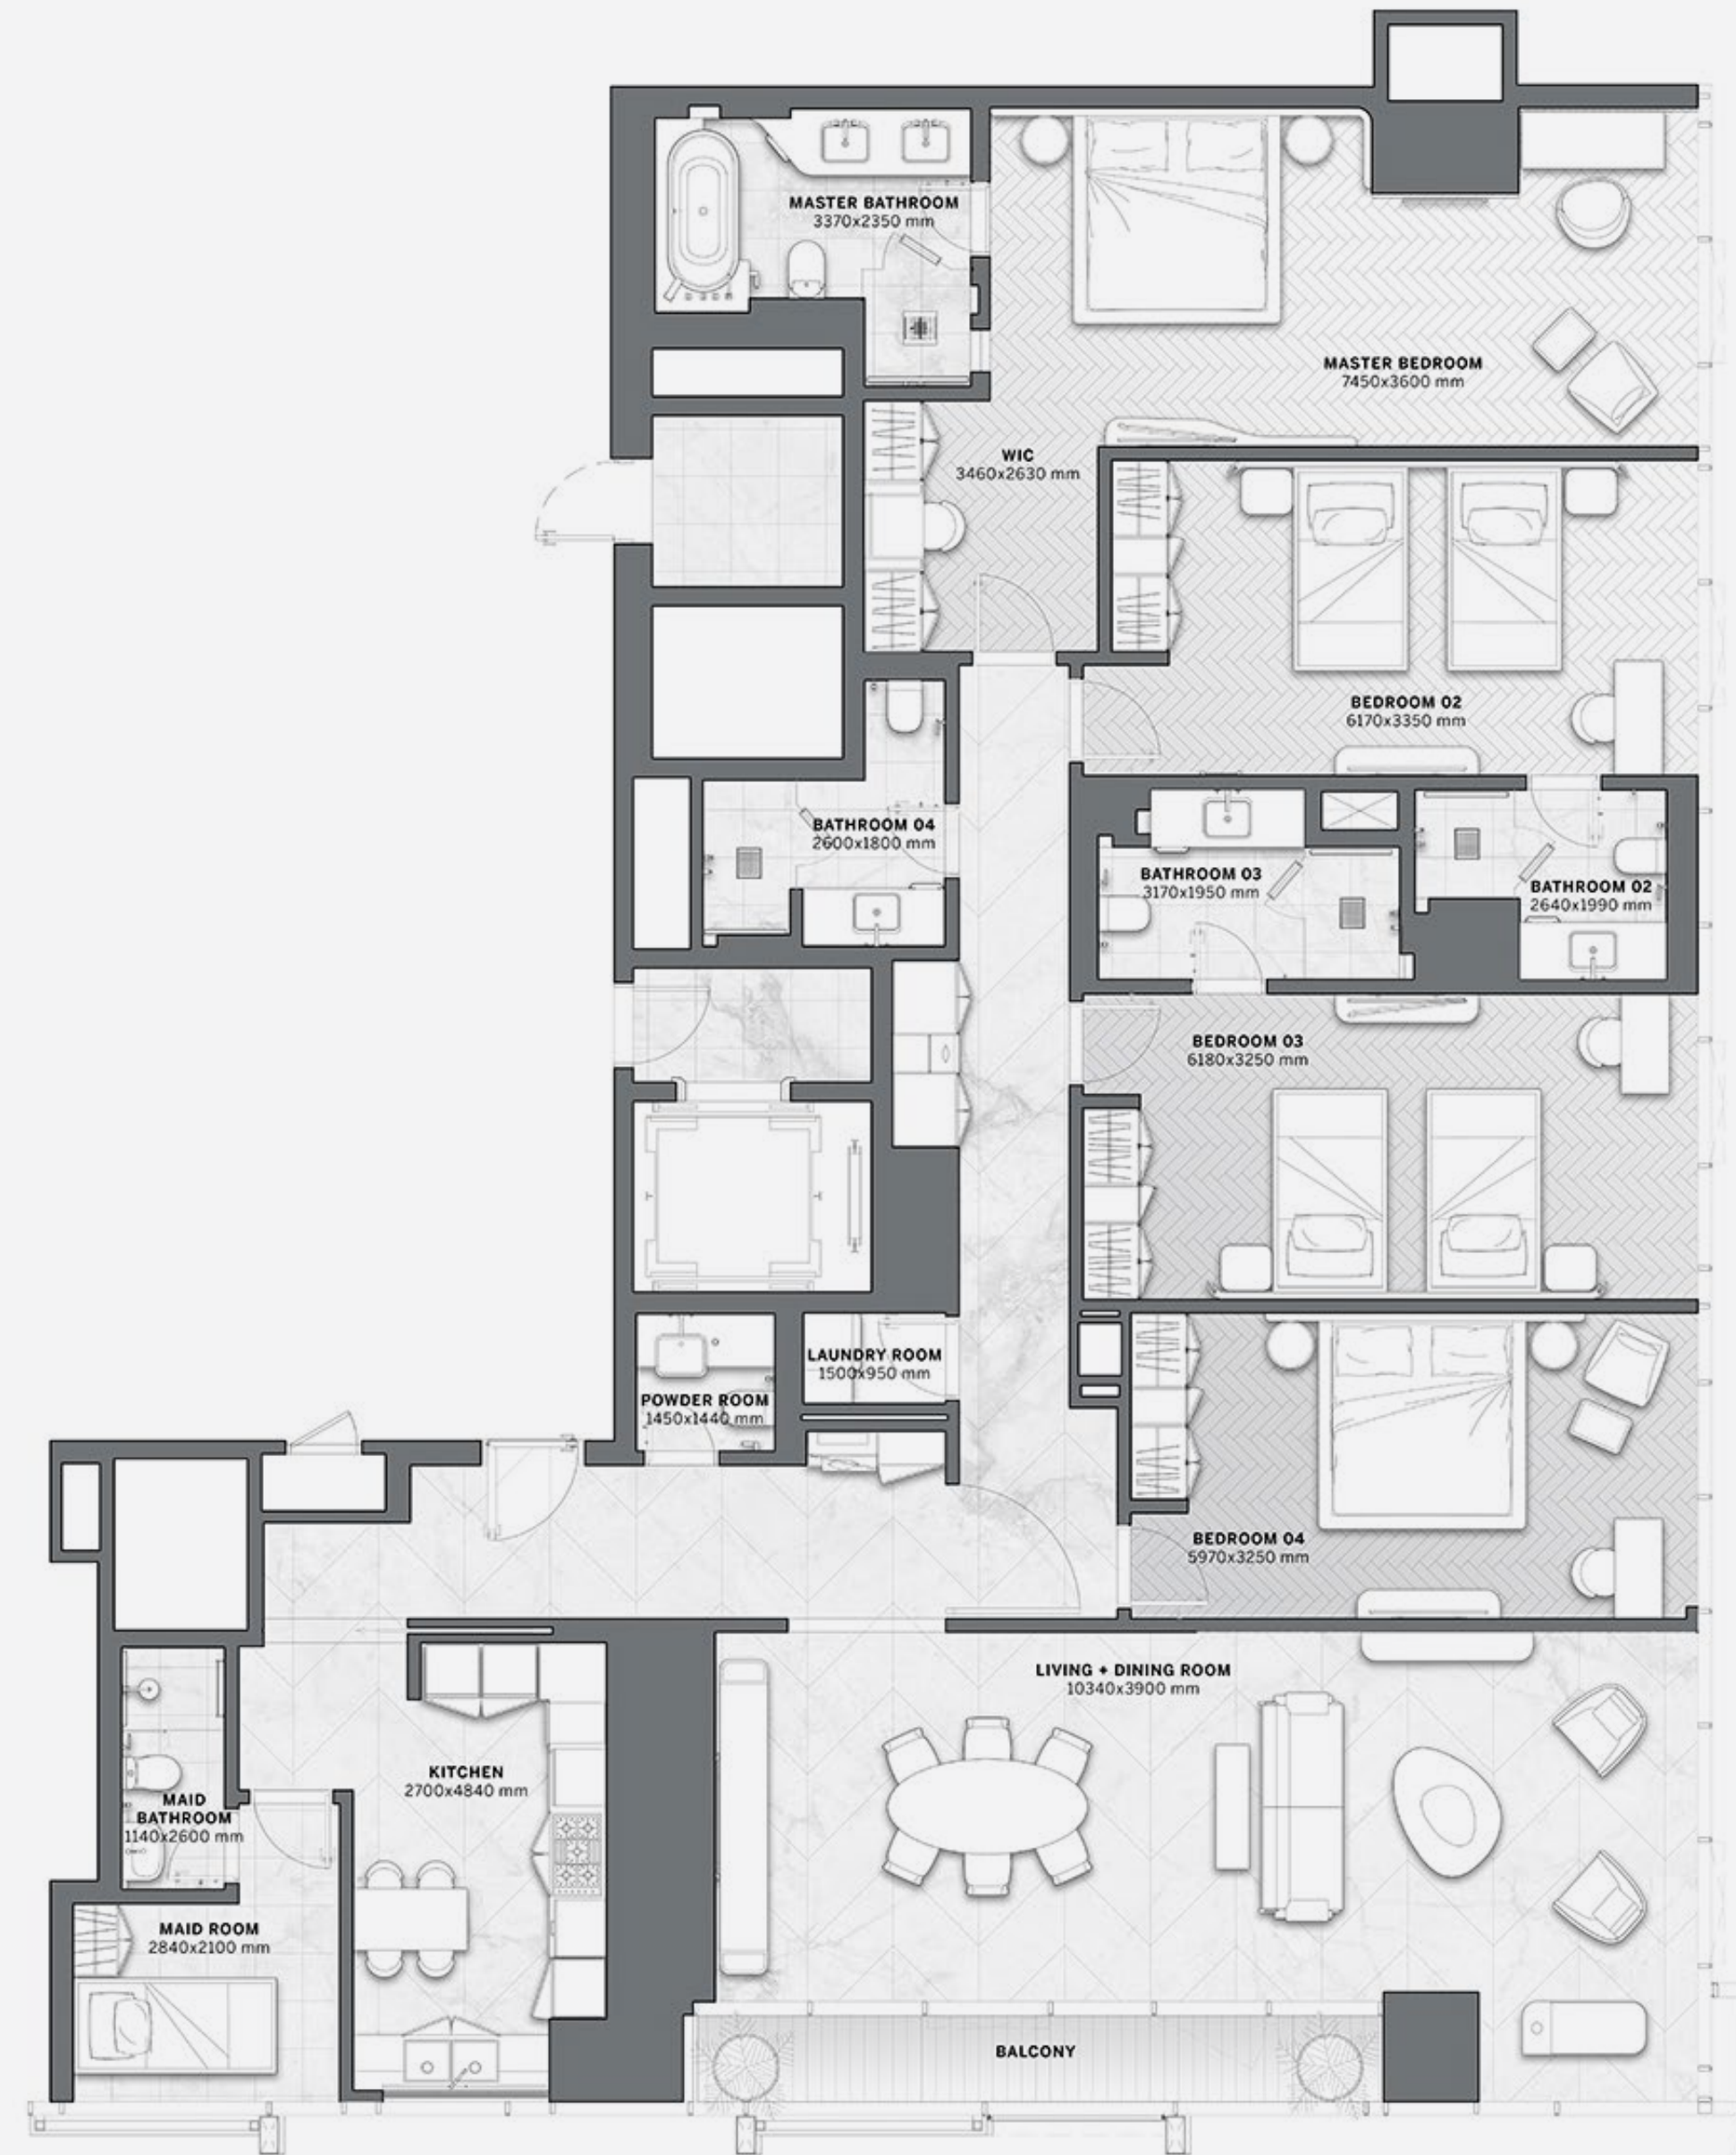 MASTER BATHROOM
3370x2350 mm
MASTER BEDROOM
7450x3600 mm
WIC
3460x2630 mm
BEDROOM 02
6170x3350 mm
BATHROOM 04
2600x1800 mm
BATHROOM 03
3170x1950 mm
BATHROOM 02
2640x1990 mm
BEDROOM 03
6180x3250 mm
LAUNDRY ROOM
1500x950 mm
POWDER ROOM
1450x1440 mm
BEDROOM 04
5970x3250 mm
LIVING + DINING ROOM
10340x3900 mm
KITCHEN
2700x4840 mm
MAID
BATHROOM
1140x2600 mm
MAID ROOM
2840x2100 mm
BALCONY